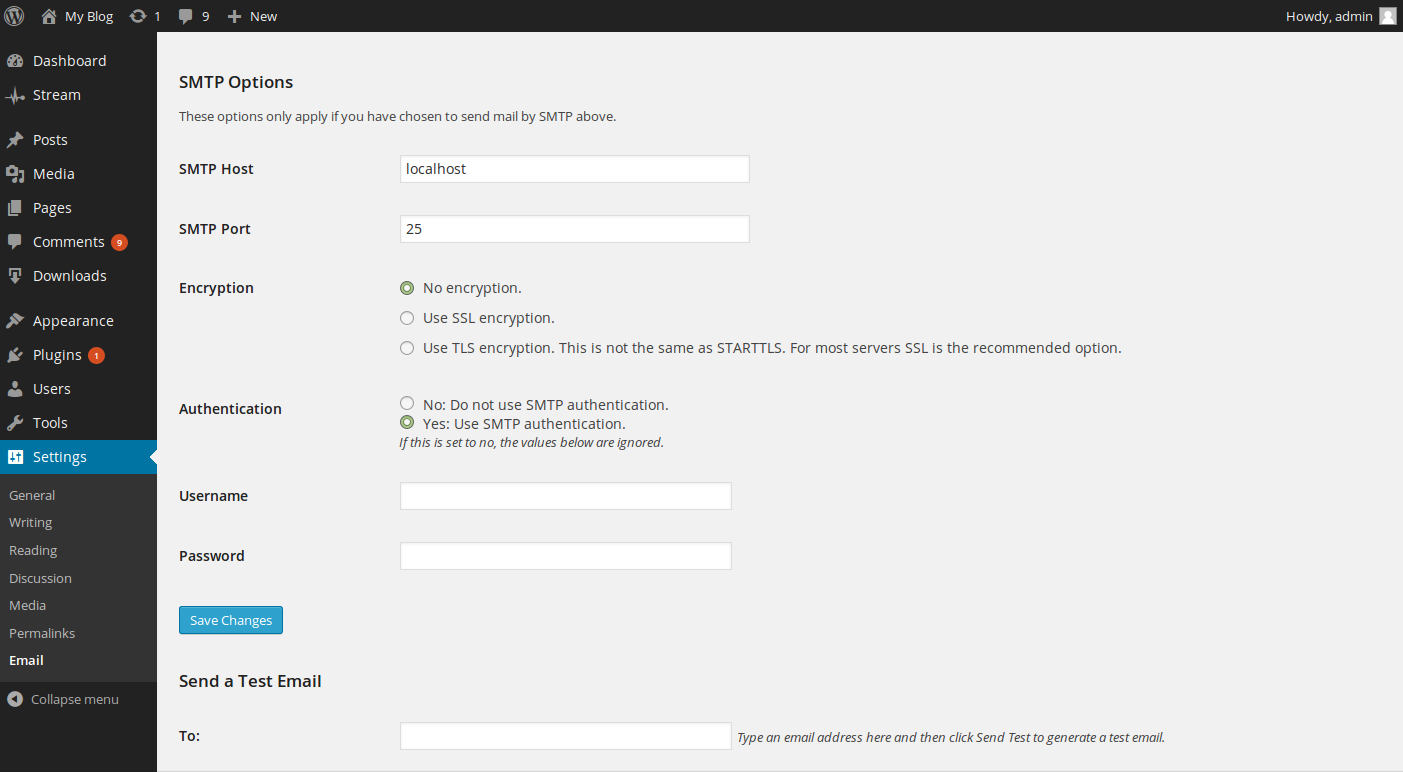 My Blog 1 9 New Howdy, admin
Dashboard
Stream
Posts
Media
Pages
Comments 9
Downloads
Appearance
Plugins 1
Users
Tools
Settings
General
Writing
Reading
Discussion
Media
Permalinks
Email
Collapse menu
SMTP Options
These options only apply if you have chosen to send mail by SMTP above.
SMTP Host localhost
SMTP Port 25
Encryption No encryption.
Use SSL encryption.
Use TLS encryption. This is not the same as STARTTLS. For most servers SSL is the recommended option.
Authentication No: Do not use SMTP authentication.
Yes: Use SMTP authentication.
If this is set to no, the values below are ignored.
Username
Password
Save Changes
Send a Test Email
To: Type an email address here and then click Send Test to generate a test email.